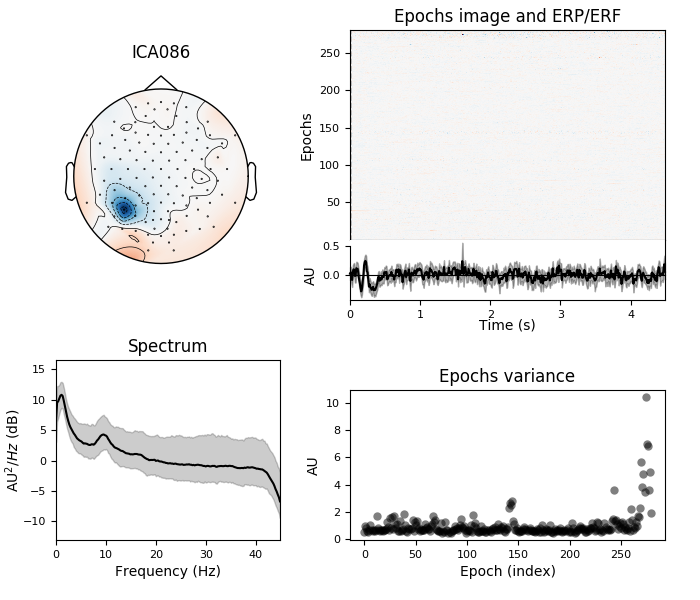 ICA086
Epochs image and ERP/ERF
Epochs
250
200
150
100
50
AU
0.5
0.0
0 1 2 3 4
Time (s)
Spectrum
AU²/Hz (dB)
15
10
5
0
−5
−10
0 10 20 30 40
Frequency (Hz)
Epochs variance
AU
10
8
6
4
2
0
0 50 100 150 200 250
Epoch (index)